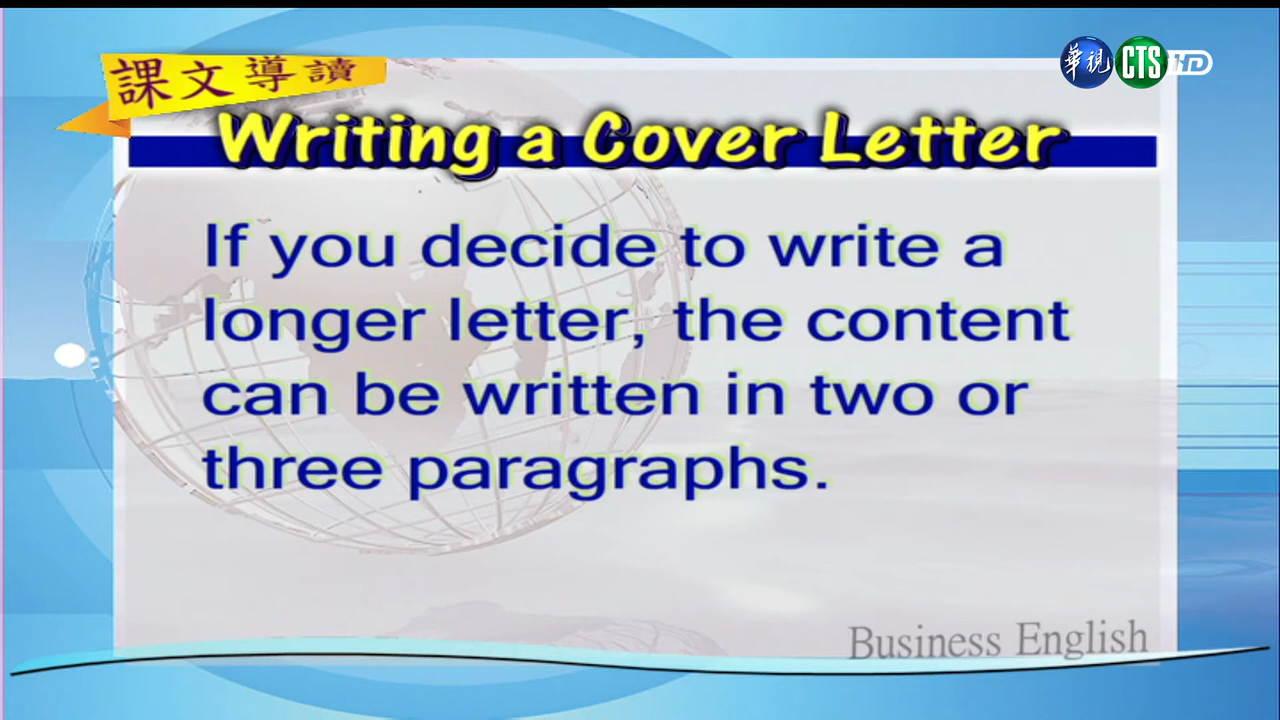 課文導讀
華視 CTS HD
Writing a Cover Letter
If you decide to write a
longer letter, the content
can be written in two or
three paragraphs.
Business English